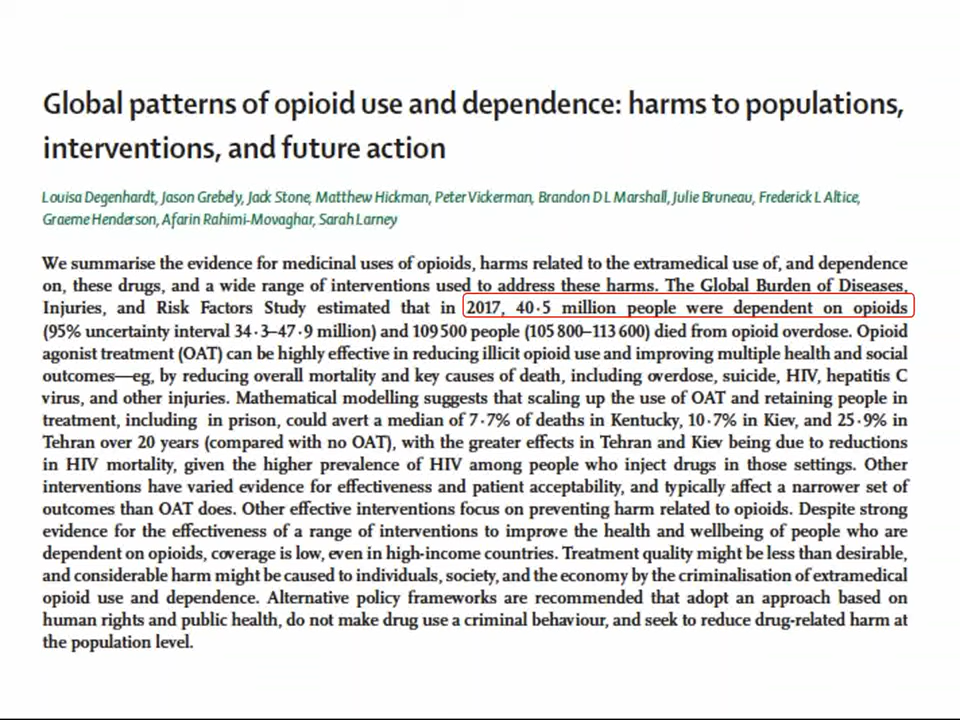 Global patterns of opioid use and dependence: harms to populations,
interventions, and future action
Louisa Degenhardt, Jason Grebely, Jack Stone, Matthew Hickman, Peter Vickerman, Brandon D L Marshall, Julie Bruneau, Frederick L Altice,
Graeme Henderson, Afarin Rahimi-Movaghar, Sarah Larney
We summarise the evidence for medicinal uses of opioids, harms related to the extramedical use of, and dependence
on, these drugs, and a wide range of interventions used to address these harms. The Global Burden of Diseases,
Injuries, and Risk Factors Study estimated that in 2017, 40·5 million people were dependent on opioids
(95% uncertainty interval 34·3–47·9 million) and 109 500 people (105 800–113 600) died from opioid overdose. Opioid
agonist treatment (OAT) can be highly effective in reducing illicit opioid use and improving multiple health and social
outcomes—eg, by reducing overall mortality and key causes of death, including overdose, suicide, HIV, hepatitis C
virus, and other injuries. Mathematical modelling suggests that scaling up the use of OAT and retaining people in
treatment, including in prison, could avert a median of 7·7% of deaths in Kentucky, 10·7% in Kiev, and 25·9% in
Tehran over 20 years (compared with no OAT), with the greater effects in Tehran and Kiev being due to reductions
in HIV mortality, given the higher prevalence of HIV among people who inject drugs in those settings. Other
interventions have varied evidence for effectiveness and patient acceptability, and typically affect a narrower set of
outcomes than OAT does. Other effective interventions focus on preventing harm related to opioids. Despite strong
evidence for the effectiveness of a range of interventions to improve the health and wellbeing of people who are
dependent on opioids, coverage is low, even in high-income countries. Treatment quality might be less than desirable,
and considerable harm might be caused to individuals, society, and the economy by the criminalisation of extramedical
opioid use and dependence. Alternative policy frameworks are recommended that adopt an approach based on
human rights and public health, do not make drug use a criminal behaviour, and seek to reduce drug-related harm at
the population level.